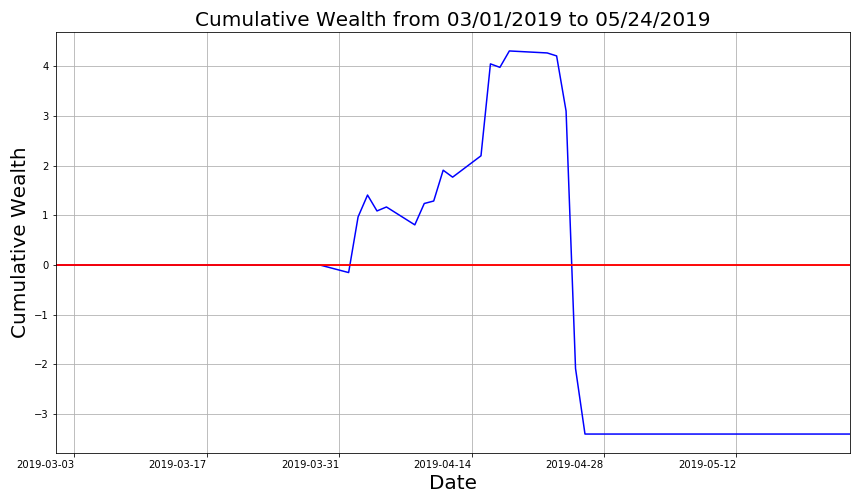 Cumulative Wealth from 03/01/2019 to 05/24/2019
Cumulative Wealth
4
3
2
1
0
−1
−2
−3
2019-03-03 2019-03-17 2019-03-31 2019-04-14 2019-04-28 2019-05-12
Date